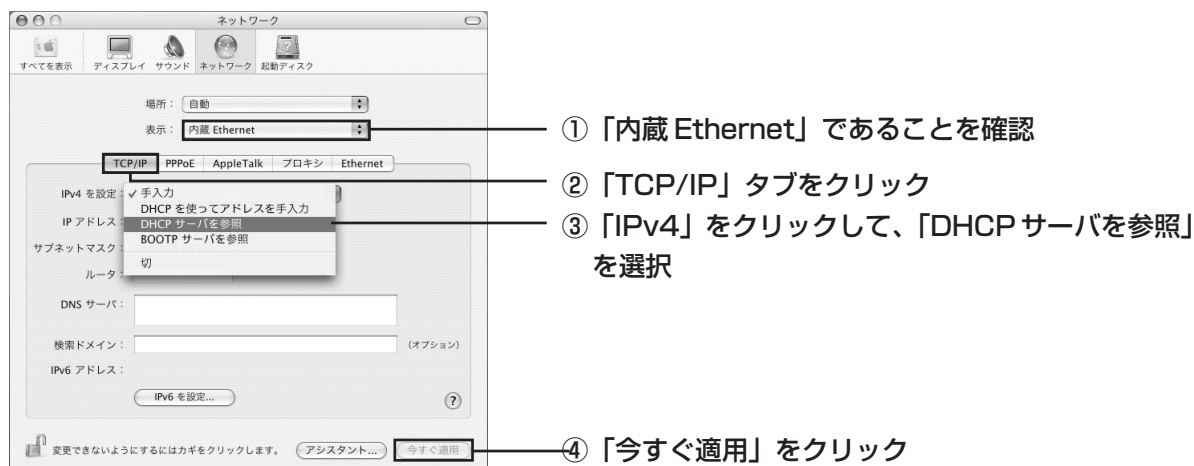 ネットワーク
すべてを表示 ディスプレイ サウンド ネットワーク 起動ディスク
場所： 自動
表示： 内蔵 Ethernet
①「内蔵 Ethernet」であることを確認
TCP/IP PPPoE AppleTalk プロキシ Ethernet
②「TCP/IP」タブをクリック
IPv4 を設定： ✓ 手入力
DHCP を使ってアドレスを手入力
IP アドレス： DHCP サーバを参照
③「IPv4」をクリックして、「DHCP サーバを参照」
を選択
BOOTP サーバを参照
サブネットマスク：
切
ルータ：
DNS サーバ：
検索ドメイン： (オプション)
IPv6 アドレス：
IPv6 を設定... ?
変更できないようにするにはカギをクリックします。 アシスタント... 今すぐ適用
④「今すぐ適用」をクリック